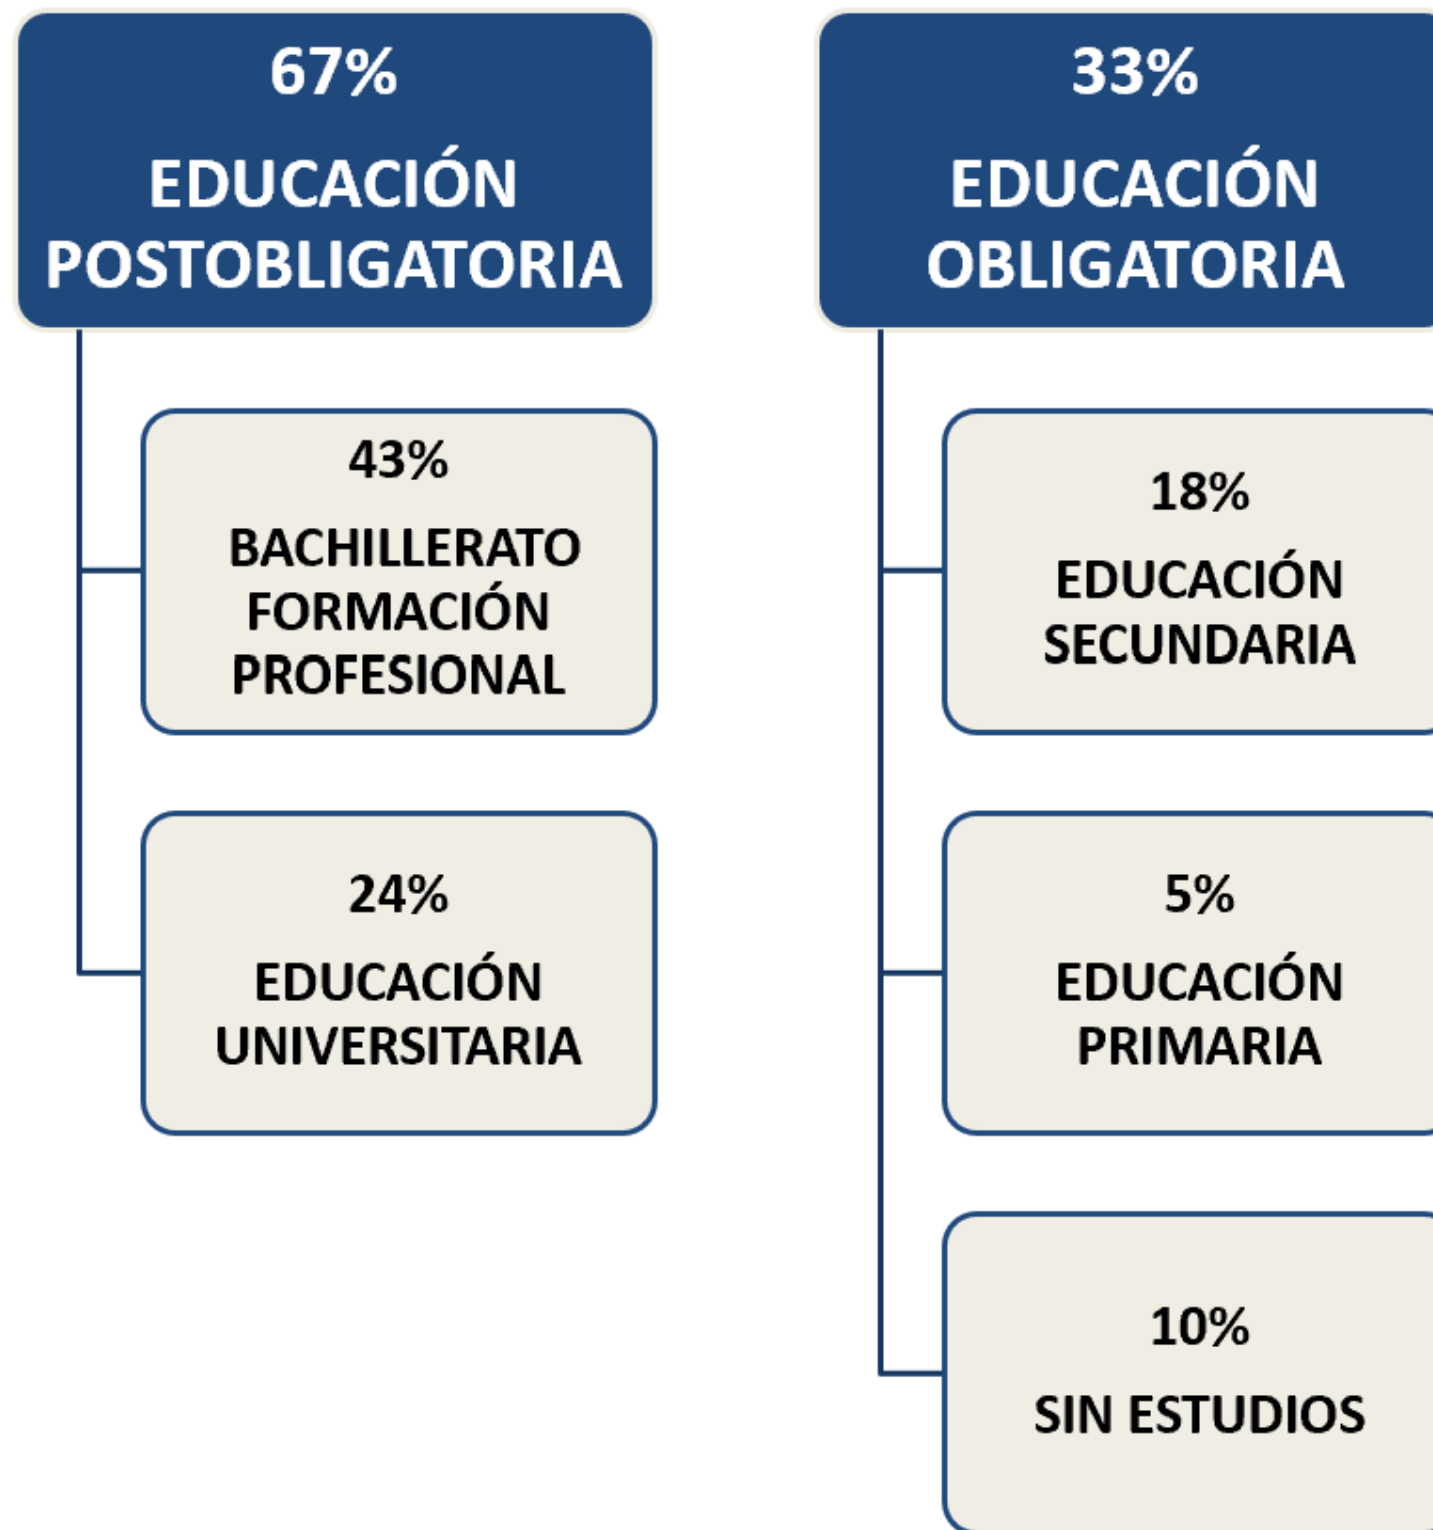 67%
EDUCACIÓN
POSTOBLIGATORIA
43%
BACHILLERATO
FORMACIÓN
PROFESIONAL
24%
EDUCACIÓN
UNIVERSITARIA
33%
EDUCACIÓN
OBLIGATORIA
18%
EDUCACIÓN
SECUNDARIA
5%
EDUCACIÓN
PRIMARIA
10%
SIN ESTUDIOS